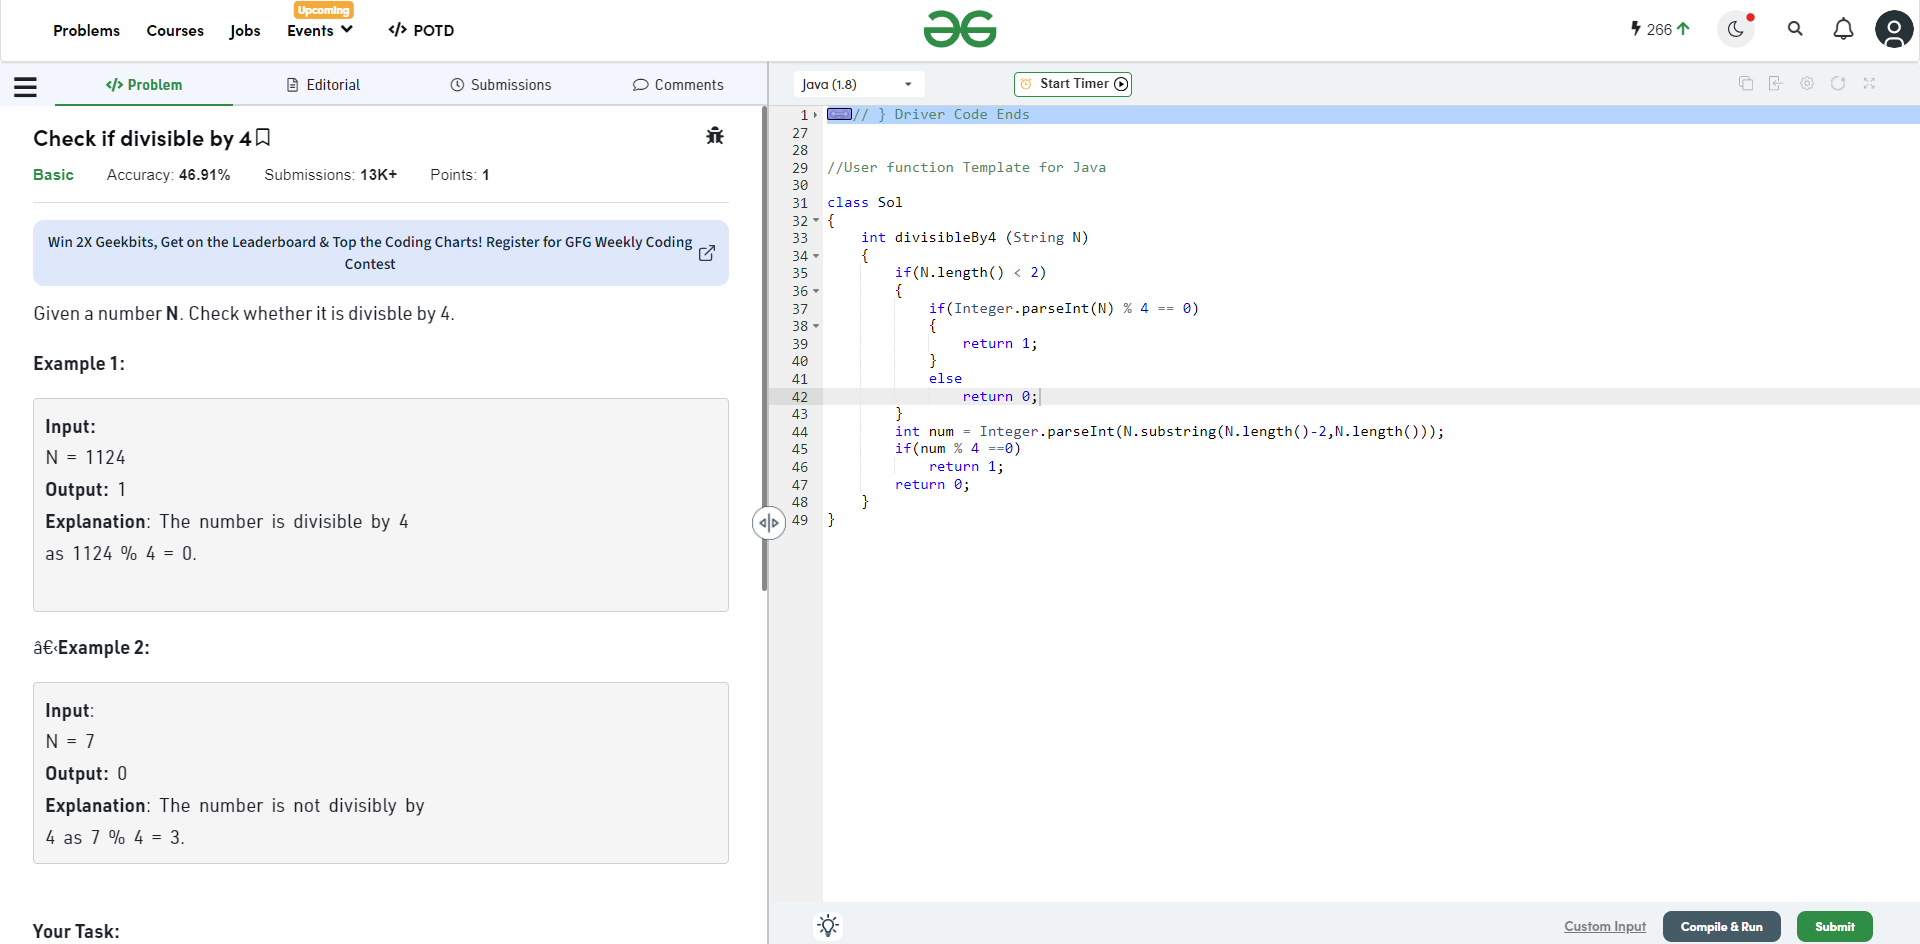 Problems Courses Jobs Events Upcoming </> POTD 266
</> Problem Editorial Submissions Comments
Check if divisible by 4
Basic Accuracy: 46.91% Submissions: 13K+ Points: 1
Win 2X Geekbits, Get on the Leaderboard & Top the Coding Charts! Register for GFG Weekly Coding
Contest
Given a number N. Check whether it is divisble by 4.
Example 1:
Input:
N = 1124
Output: 1
Explanation: The number is divisible by 4
as 1124 % 4 = 0.
â€‹Example 2:
Input:
N = 7
Output: 0
Explanation: The number is not divisibly by
4 as 7 % 4 = 3.
Your Task:
Java (1.8) Start Timer
1 // } Driver Code Ends
27
28
29 //User function Template for Java
30
31 class Sol
32 {
33 int divisibleBy4 (String N)
34 {
35 if(N.length() < 2)
36 {
37 if(Integer.parseInt(N) % 4 == 0)
38 {
39 return 1;
40 }
41 else
42 return 0;
43 }
44 int num = Integer.parseInt(N.substring(N.length()-2,N.length()));
45 if(num % 4 ==0)
46 return 1;
47 return 0;
48 }
49 }
Custom Input Compile & Run Submit